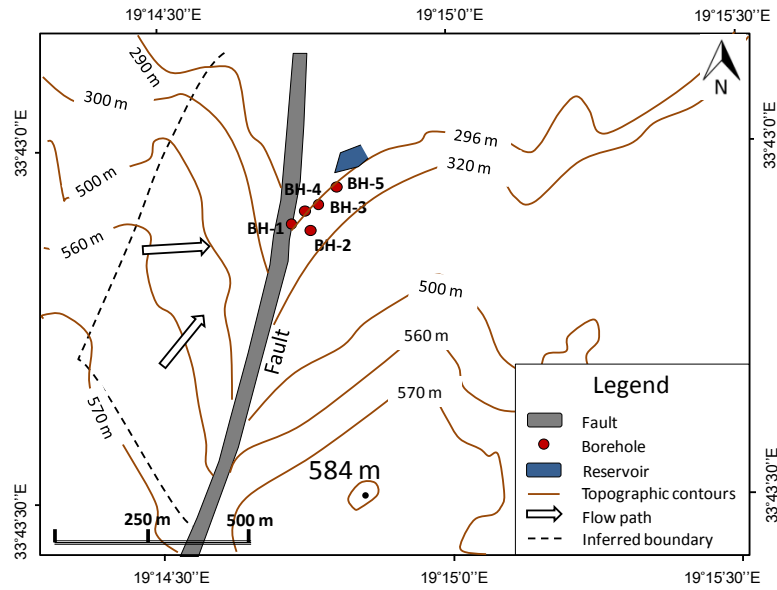 19°14'30''E
19°15'0''E
19°15'30''E
290 m
N
300 m
33°43'0''E
296 m
33°43'0''E
320 m
500 m
BH-4
BH-5
BH-3
BH-1
BH-2
560 m
500 m
Fault
560 m
570 m
570 m
584 m
Legend
Fault
Borehole
Reservoir
Topographic contours
Flow path
Inferred boundary
250 m
500 m
33°43'30''E
33°43'30''E
19°14'30''E
19°15'0''E
19°15'30''E